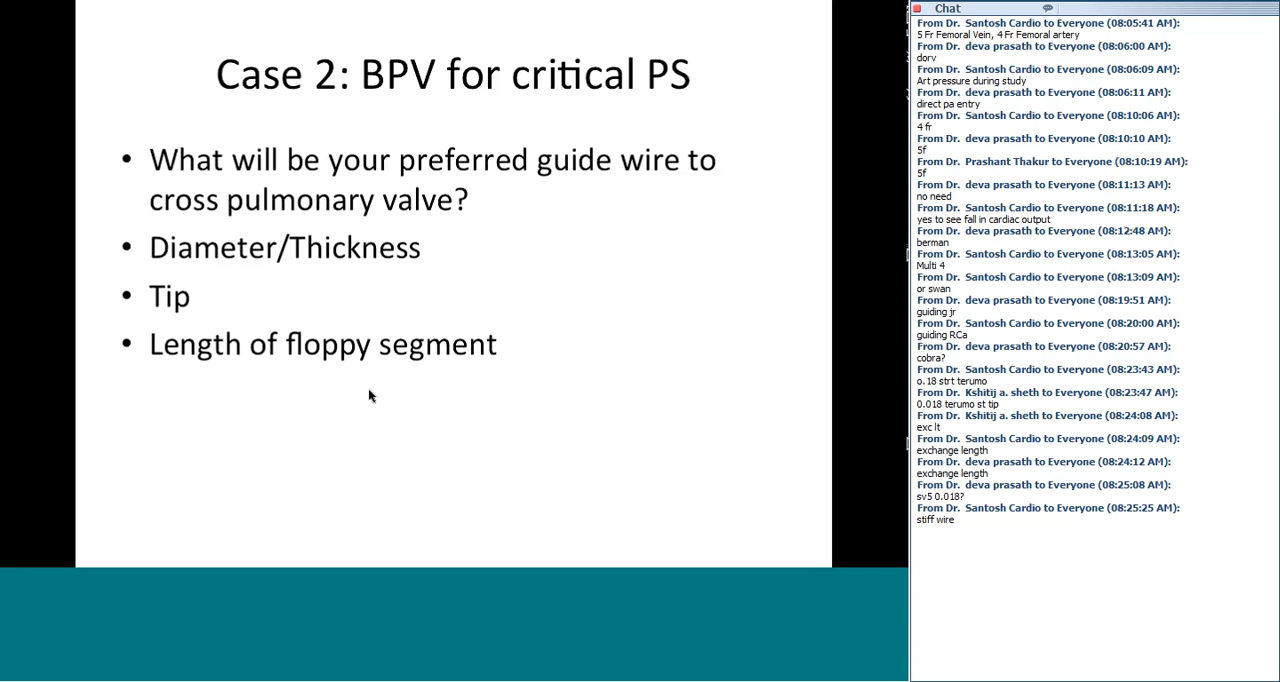 Case 2: BPV for critical PS
• What will be your preferred guide wire to
cross pulmonary valve?
• Diameter/Thickness
• Tip
• Length of floppy segment
Chat
From Dr. Santosh Cardio to Everyone (08:05:41 AM):
5 Fr Femoral Vein, 4 Fr Femoral artery
From Dr. deva prasath to Everyone (08:06:00 AM):
dorv
From Dr. Santosh Cardio to Everyone (08:06:09 AM):
Art pressure during study
From Dr. deva prasath to Everyone (08:06:11 AM):
direct pa entry
From Dr. Santosh Cardio to Everyone (08:10:06 AM):
4 fr
From Dr. deva prasath to Everyone (08:10:10 AM):
5f
From Dr. Prashant Thakur to Everyone (08:10:19 AM):
5f
From Dr. deva prasath to Everyone (08:11:13 AM):
no need
From Dr. Santosh Cardio to Everyone (08:11:18 AM):
yes to see fall in cardiac output
From Dr. deva prasath to Everyone (08:12:48 AM):
berman
From Dr. Santosh Cardio to Everyone (08:13:05 AM):
Multi 4
From Dr. Santosh Cardio to Everyone (08:13:09 AM):
or swan
From Dr. deva prasath to Everyone (08:19:51 AM):
guiding jr
From Dr. Santosh Cardio to Everyone (08:20:00 AM):
guiding RCa
From Dr. deva prasath to Everyone (08:20:57 AM):
cobra?
From Dr. Santosh Cardio to Everyone (08:23:43 AM):
o.18 strt terumo
From Dr. Kshitij a. sheth to Everyone (08:23:47 AM):
0.018 terumo st tip
From Dr. Kshitij a. sheth to Everyone (08:24:08 AM):
exc lt
From Dr. Santosh Cardio to Everyone (08:24:09 AM):
exchange length
From Dr. deva prasath to Everyone (08:24:12 AM):
exchange length
From Dr. deva prasath to Everyone (08:25:08 AM):
sv5 0.018?
From Dr. Santosh Cardio to Everyone (08:25:25 AM):
stiff wire